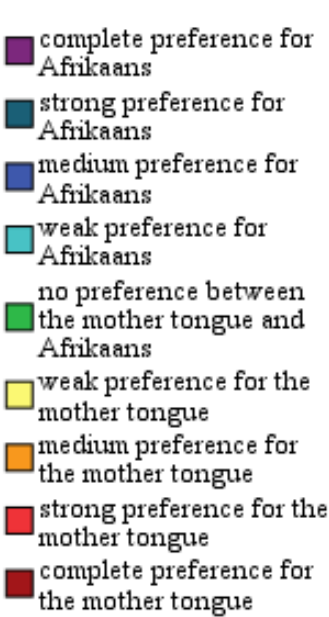 complete preference for
Afrikaans
strong preference for
Afrikaans
medium preference for
Afrikaans
weak preference for
Afrikaans
no preference between
the mother tongue and
Afrikaans
weak preference for the
mother tongue
medium preference for
the mother tongue
strong preference for the
mother tongue
complete preference for
the mother tongue